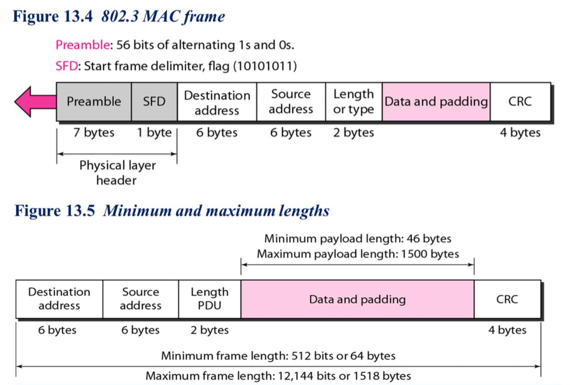 Figure 13.4 802.3 MAC frame
Preamble: 56 bits of alternating 1s and 0s.
SFD: Start frame delimiter, flag (10101011)
Preamble SFD Destination address Source address Length or type Data and padding CRC
7 bytes 1 byte 6 bytes 6 bytes 2 bytes 4 bytes
Physical layer
header
Figure 13.5 Minimum and maximum lengths
Minimum payload length: 46 bytes
Maximum payload length: 1500 bytes
Destination address Source address Length PDU Data and padding CRC
6 bytes 6 bytes 2 bytes 4 bytes
Minimum frame length: 512 bits or 64 bytes
Maximum frame length: 12,144 bits or 1518 bytes